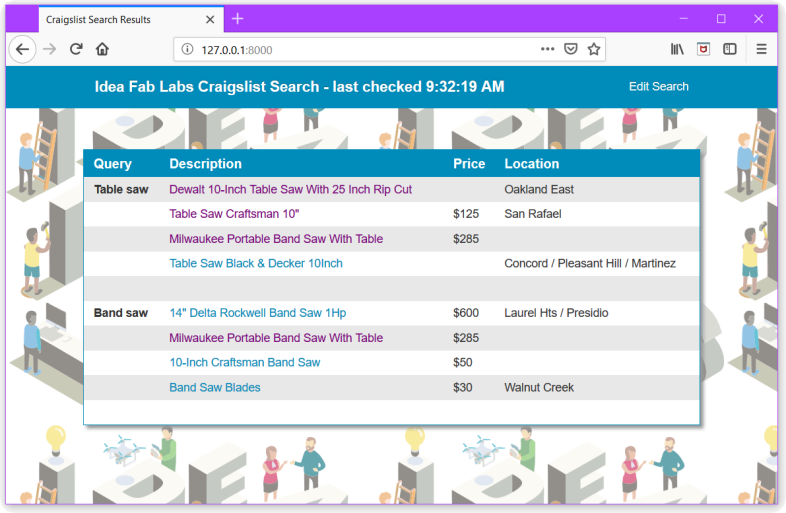 Craigslist Search Results
127.0.0.1:8000
Idea Fab Labs Craigslist Search - last checked 9:32:19 AM Edit Search
Query Description Price Location
Table saw Dewalt 10-Inch Table Saw With 25 Inch Rip Cut Oakland East
Table Saw Craftsman 10" $125 San Rafael
Milwaukee Portable Band Saw With Table $285
Table Saw Black & Decker 10Inch Concord / Pleasant Hill / Martinez
Band saw 14" Delta Rockwell Band Saw 1Hp $600 Laurel Hts / Presidio
Milwaukee Portable Band Saw With Table $285
10-Inch Craftsman Band Saw $50
Band Saw Blades $30 Walnut Creek